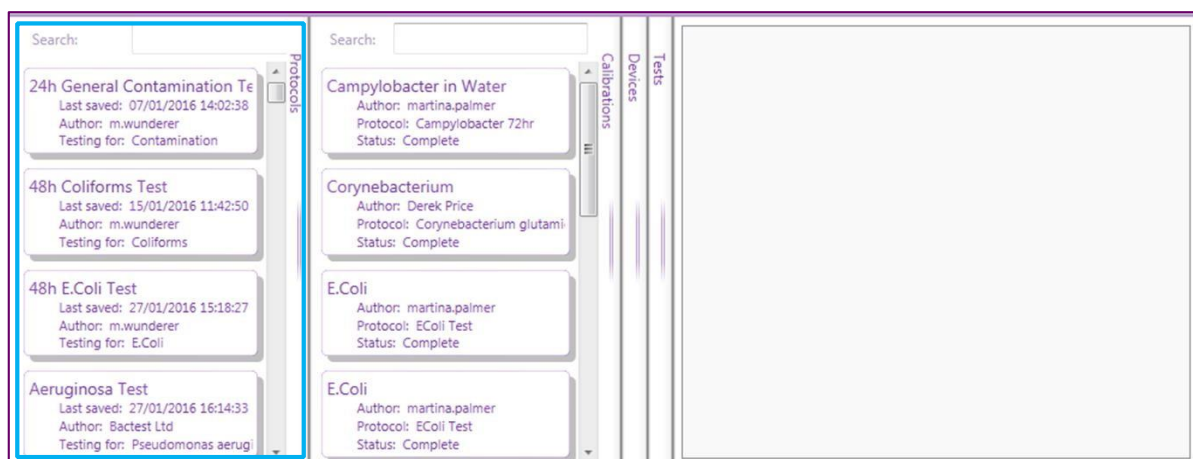 Search:
Protocols
24h General Contamination Te
Last saved: 07/01/2016 14:02:38
Author: m.wunderer
Testing for: Contamination
48h Coliforms Test
Last saved: 15/01/2016 11:42:50
Author: m.wunderer
Testing for: Coliforms
48h E.Coli Test
Last saved: 27/01/2016 15:18:27
Author: m.wunderer
Testing for: E.Coli
Aeruginosa Test
Last saved: 27/01/2016 16:14:33
Author: Bactest Ltd
Testing for: Pseudomonas aerugi
Search:
Calibrations
Campylobacter in Water
Author: martina.palmer
Protocol: Campylobacter 72hr
Status: Complete
Corynebacterium
Author: Derek Price
Protocol: Corynebacterium glutami
Status: Complete
E.Coli
Author: martina.palmer
Protocol: EColi Test
Status: Complete
E.Coli
Author: martina.palmer
Protocol: EColi Test
Status: Complete
Devices
Tests